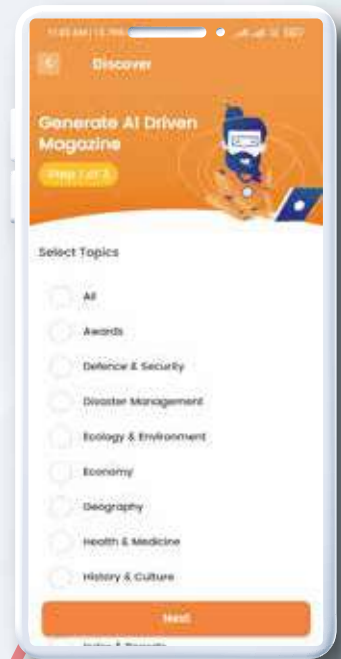 Discover
Generate AI Driven
Magazine
Step 1 of 3
Select Topics
All
Awards
Defence & Security
Disaster Management
Ecology & Environment
Economy
Geography
Health & Medicine
History & Culture
Next